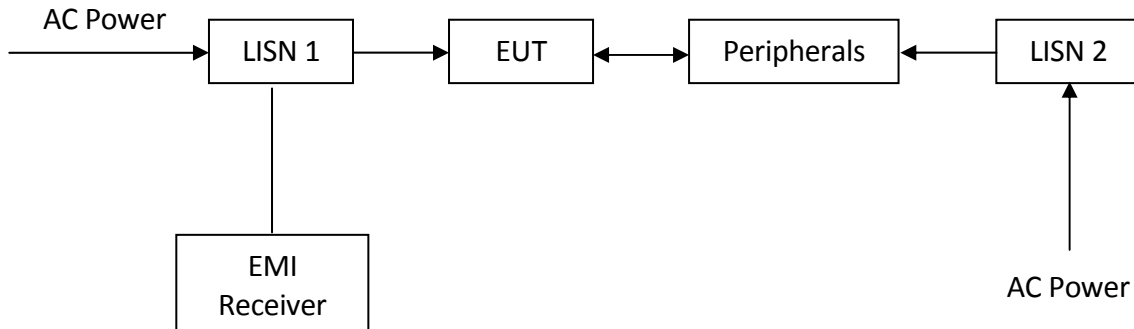 AC Power
LISN 1
EUT
Peripherals
LISN 2
EMI
Receiver
AC Power